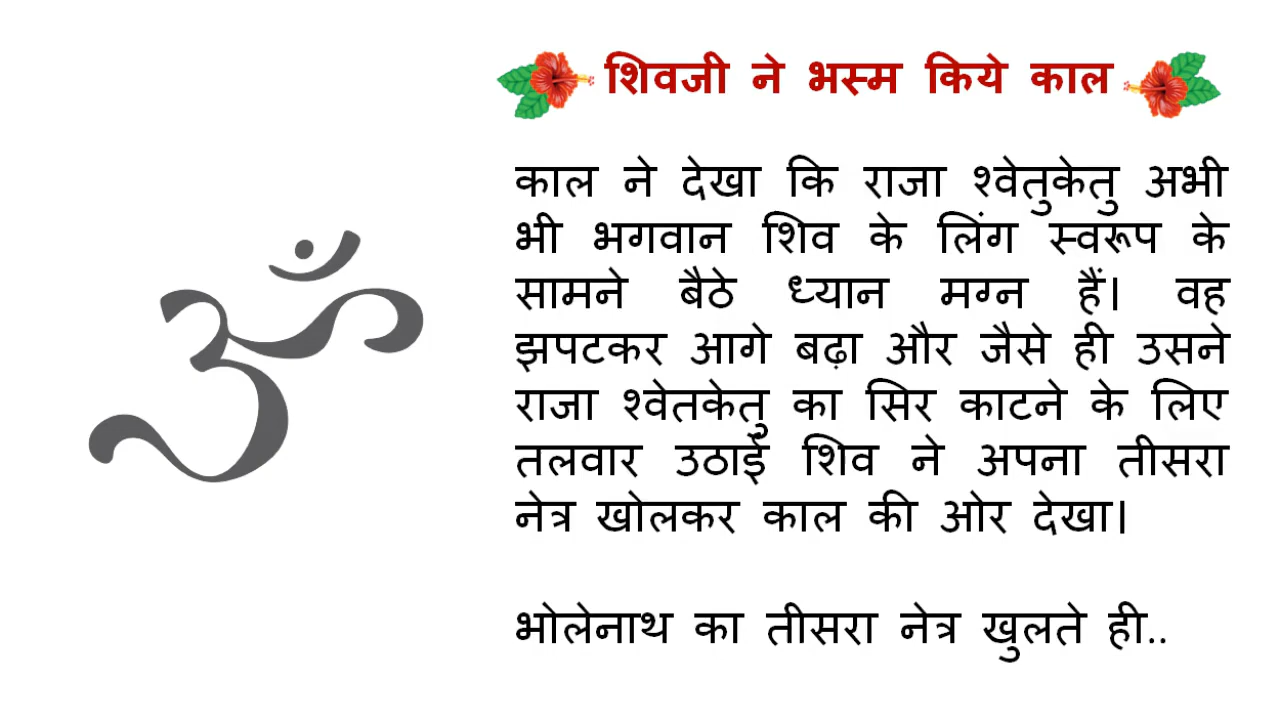 शिवजी ने भस्म किये काल
काल ने देखा कि राजा श्वेतुकेतु अभी
भी भगवान शिव के लिंग स्वरूप के
सामने बैठे ध्यान मग्न हैं। वह
झपटकर आगे बढ़ा और जैसे ही उसने
राजा श्वेतकेतु का सिर काटने के लिए
तलवार उठाई शिव ने अपना तीसरा
नेत्र खोलकर काल की ओर देखा।
भोलेनाथ का तीसरा नेत्र खुलते ही..